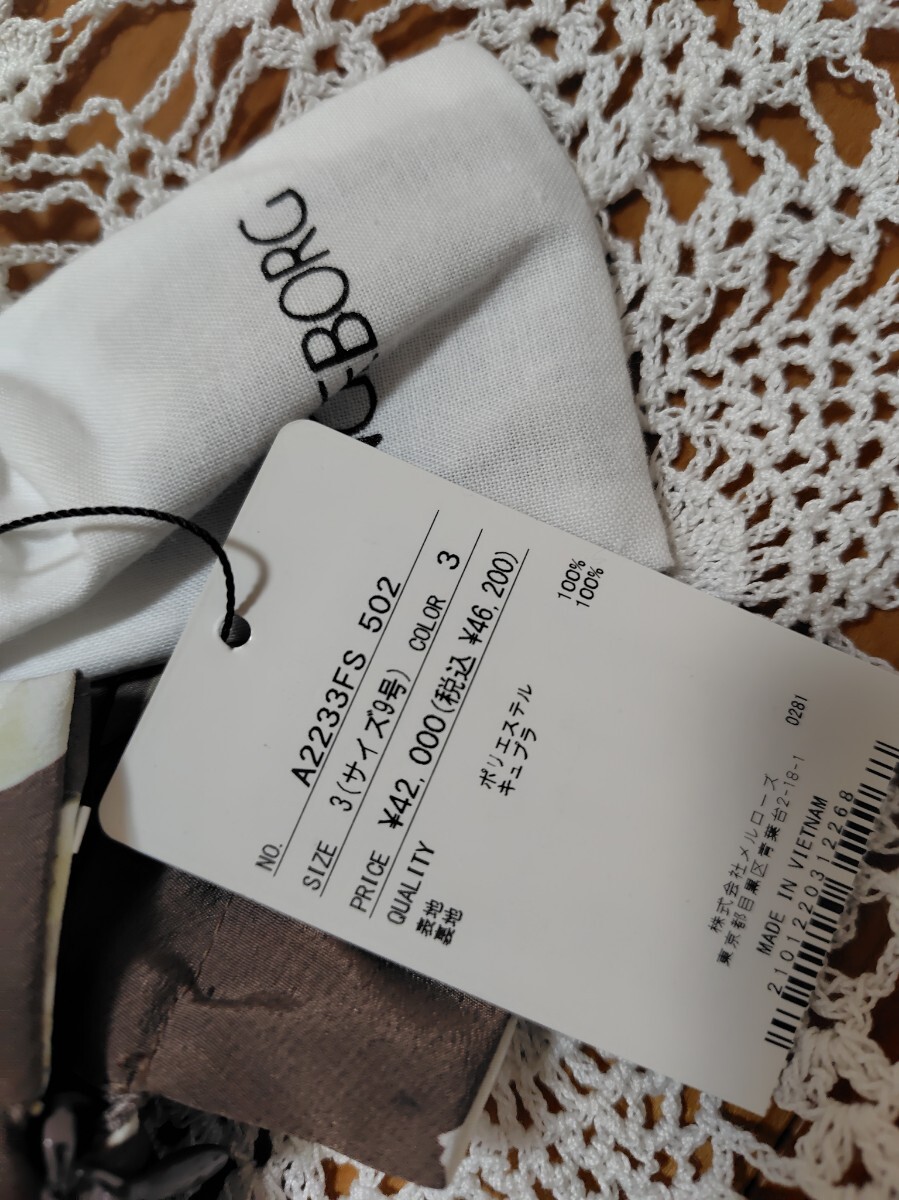 BORG
NO. A2233FS 502
SIZE 3(サイズ9号) COLOR 3
PRICE ¥42,000(税込 ¥46,200)
QUALITY
表地 ポリエステル 100%
裏地 キュプラ 100%
0281
株式会社メルローズ
東京都目黒区青葉台2-18-1
MADE IN VIETNAM
2101220312268